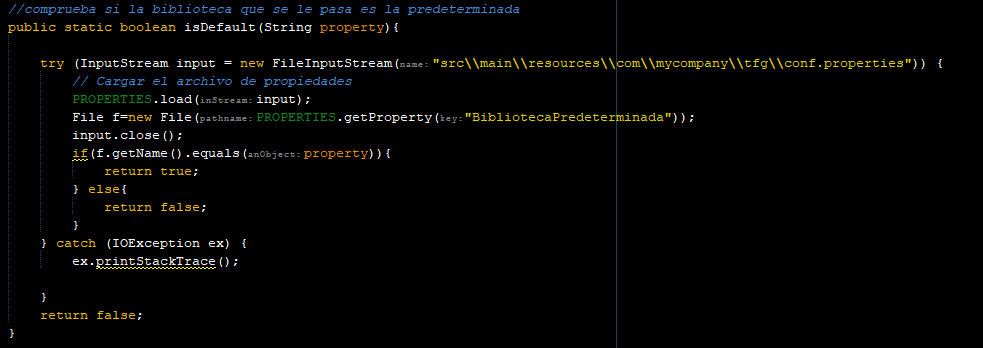 //comprueba si la biblioteca que se le pasa es la predeterminada
public static boolean isDefault(String property){
try (InputStream input = new FileInputStream(name:"src\\main\\resources\\com\\mycompany\\tfg\\conf.properties")) {
// Cargar el archivo de propiedades
PROPERTIES.load(inStream:input);
File f=new File(pathname:PROPERTIES.getProperty(key:"BibliotecaPredeterminada"));
input.close();
if(f.getName().equals(anObject:property)){
return true;
} else{
return false;
}
} catch (IOException ex) {
ex.printStackTrace();
}
return false;
}